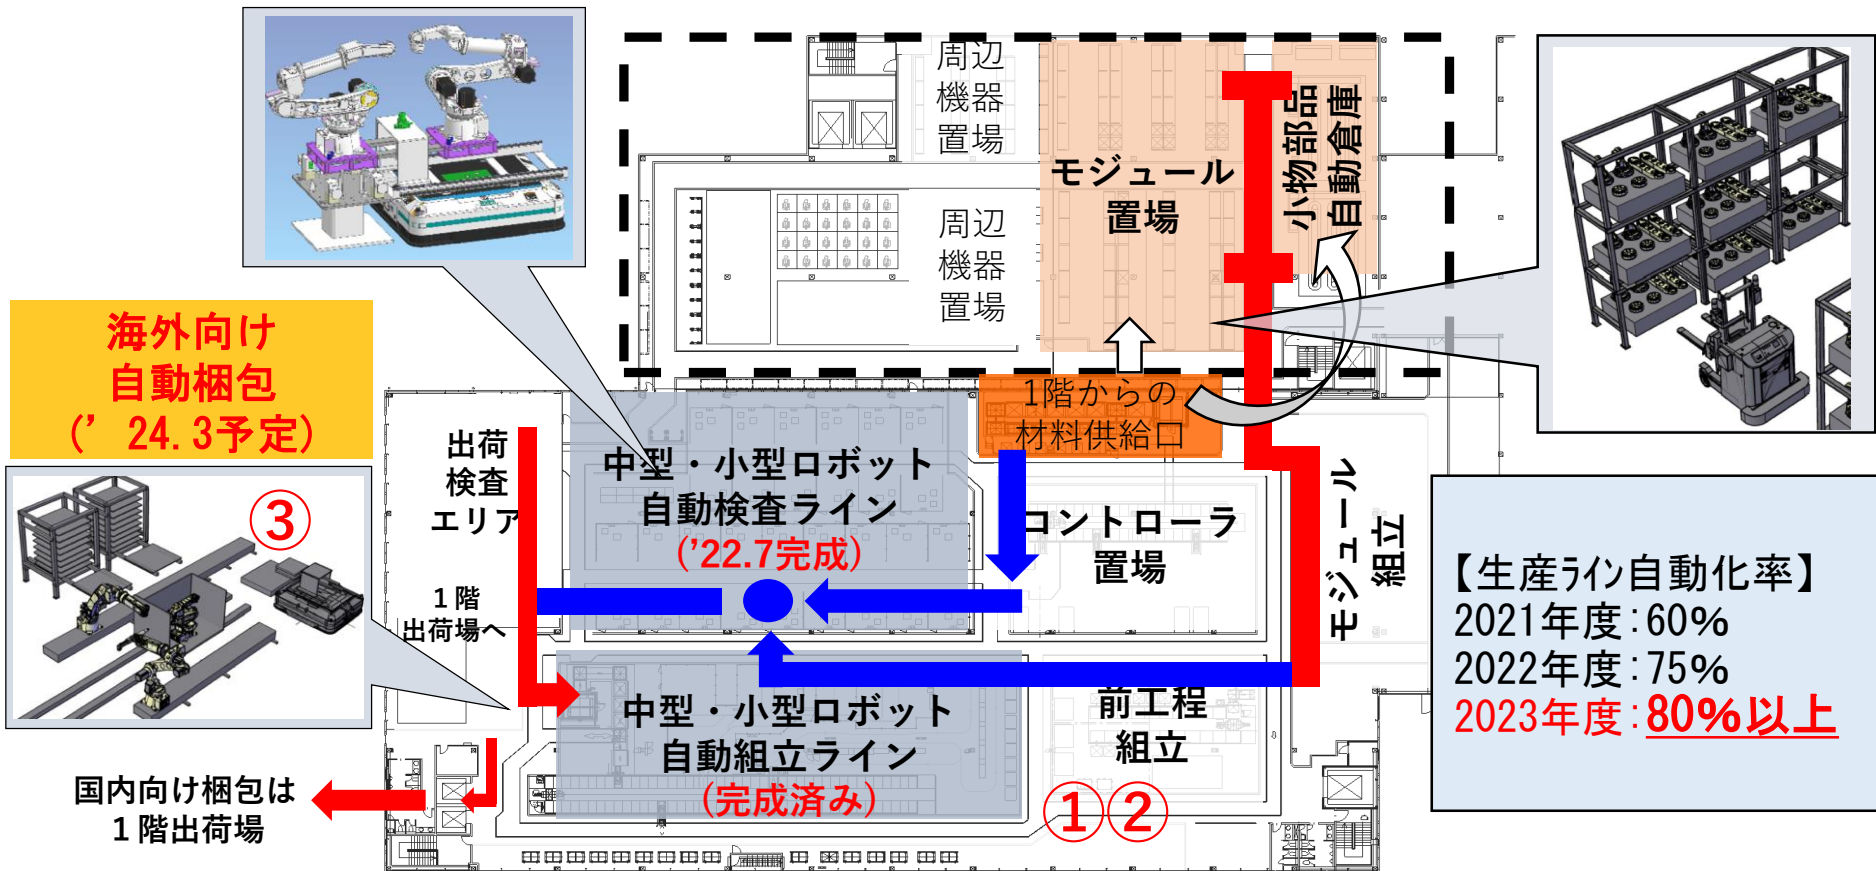 周辺
機器
置場
モジュール
置場
小物部品
自動倉庫
周辺
機器
置場
海外向け
自動梱包
(’24.3予定)
1階からの
材料供給口
出荷
検査
エリア
中型・小型ロボット
自動検査ライン
('22.7完成)
コントローラ
置場
モジュール
組立
③
１階
出荷場へ
【生産ライン自動化率】
2021年度：60%
2022年度：75%
2023年度：80%以上
中型・小型ロボット
自動組立ライン
(完成済み)
前工程
組立
①②
国内向け梱包は
１階出荷場